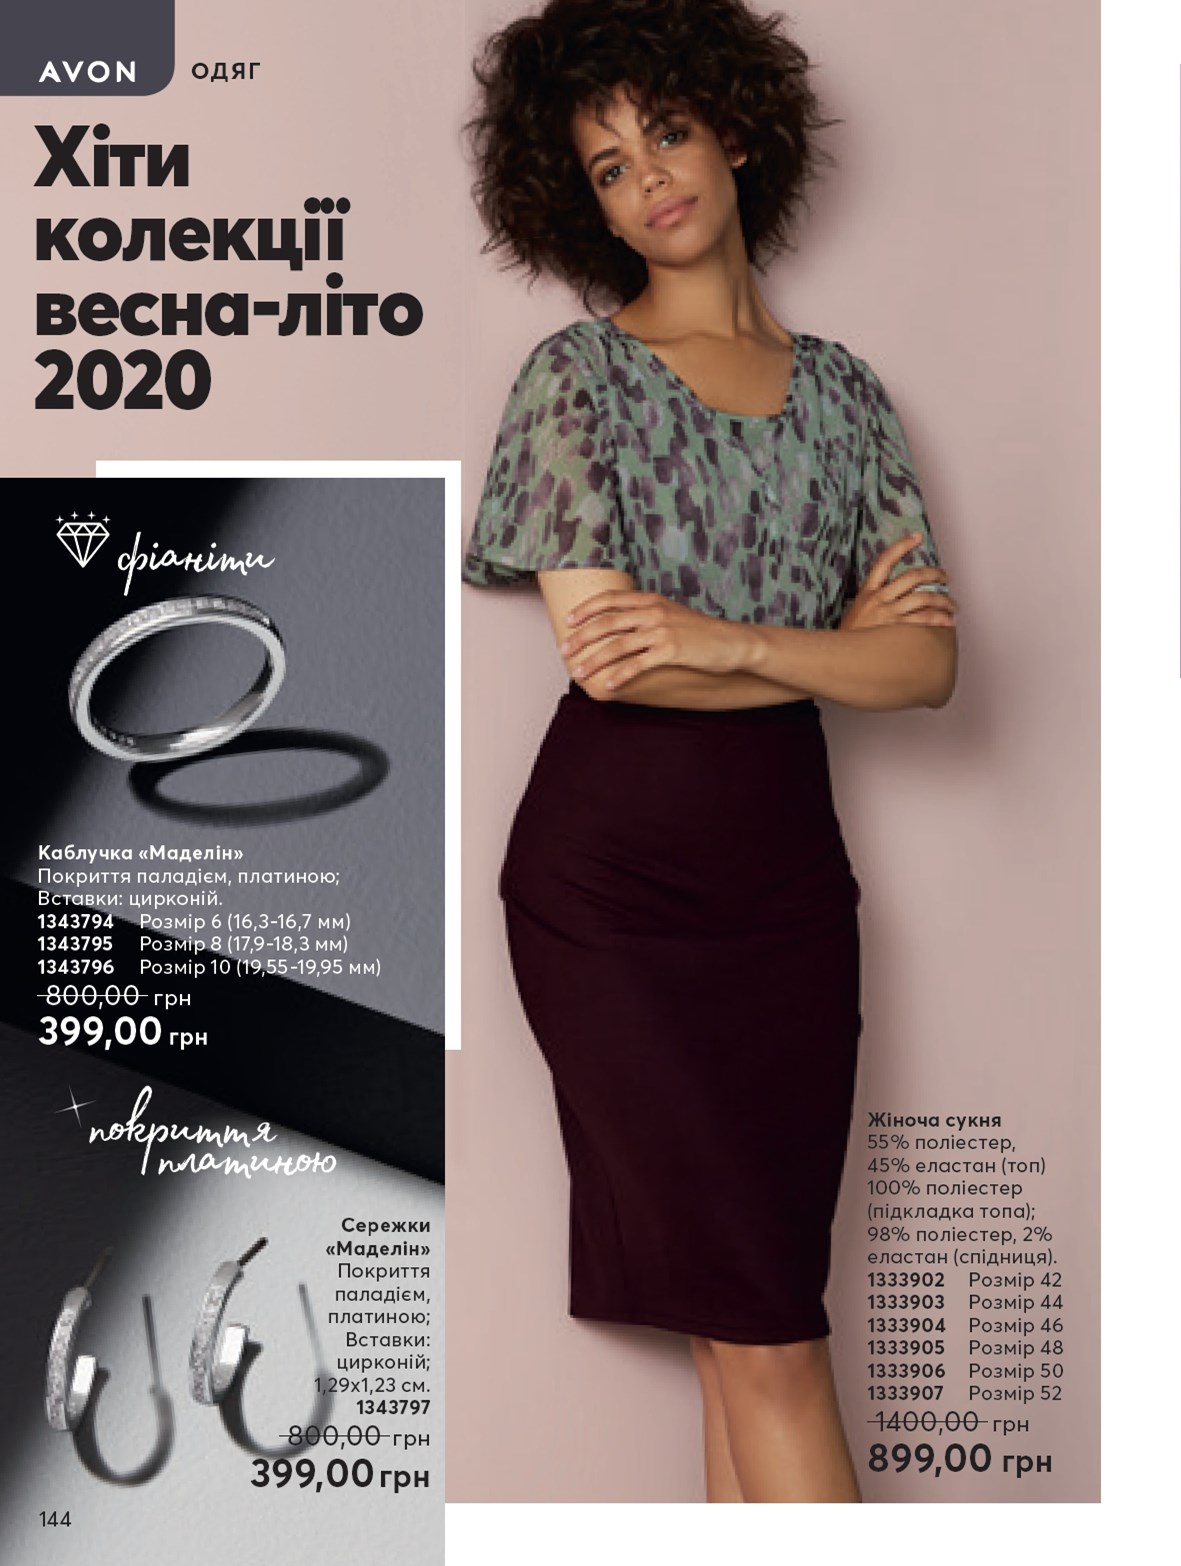 AVON ОДЯГ
Хіти
колекції
весна-літо
2020
фіаніти
Каблучка «Маделін»
Покриття паладієм, платиною;
Вставки: цирконій.
1343794 Розмір 6 (16,3-16,7 мм)
1343795 Розмір 8 (17,9-18,3 мм)
1343796 Розмір 10 (19,55-19,95 мм)
800,00 грн
399,00 грн
покриття
платиною
Сережки
«Маделін»
Покриття
паладієм,
платиною;
Вставки:
цирконій;
1,29х1,23 см.
1343797
800,00 грн
399,00 грн
Жіноча сукня
55% поліестер,
45% еластан (топ)
100% поліестер
(підкладка топа);
98% поліестер, 2%
еластан (спідниця).
1333902 Розмір 42
1333903 Розмір 44
1333904 Розмір 46
1333905 Розмір 48
1333906 Розмір 50
1333907 Розмір 52
1400,00 грн
899,00 грн
144